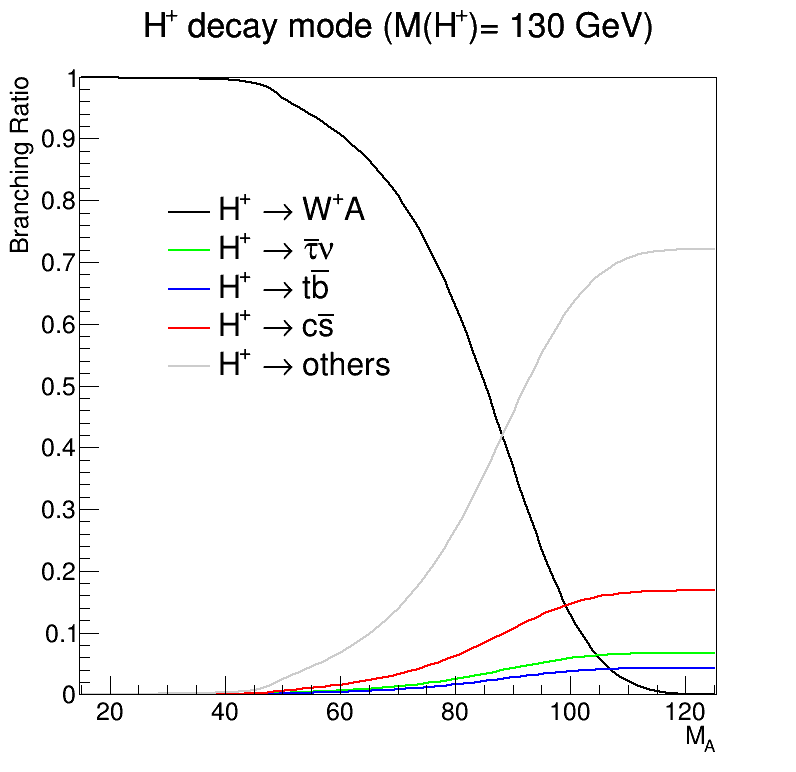 H⁺ decay mode (M(H⁺)= 130 GeV)
Branching Ratio
1
0.9
0.8
0.7
0.6
0.5
0.4
0.3
0.2
0.1
0
H⁺ → W⁺A
H⁺ → τ̅ν
H⁺ → tb̅
H⁺ → cs̅
H⁺ → others
20 40 60 80 100 120
M_A